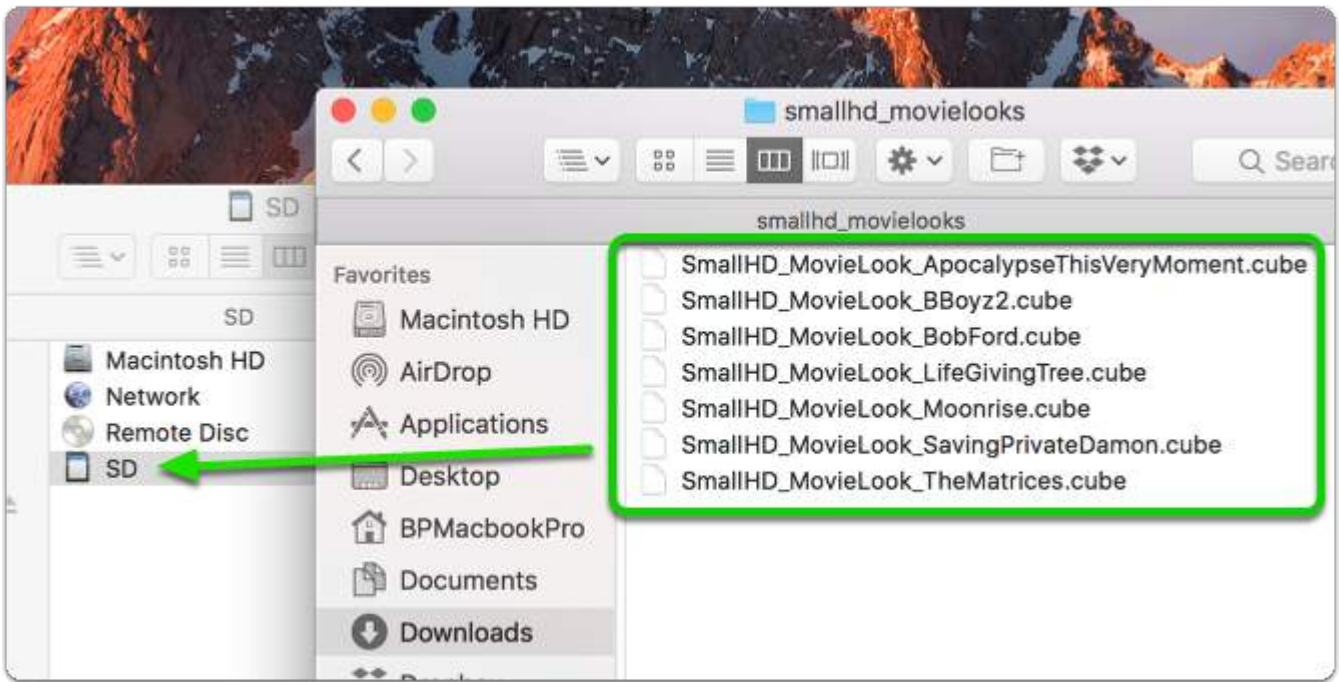 smallhd_movielooks
Sear
SD
smallhd_movielooks
SD
Macintosh HD
Network
Remote Disc
SD
Favorites
Macintosh HD
AirDrop
Applications
Desktop
BPMacbookPro
Documents
Downloads
SmallHD_MovieLook_ApocalypseThisVeryMoment.cube
SmallHD_MovieLook_BBoyz2.cube
SmallHD_MovieLook_BobFord.cube
SmallHD_MovieLook_LifeGivingTree.cube
SmallHD_MovieLook_Moonrise.cube
SmallHD_MovieLook_SavingPrivateDamon.cube
SmallHD_MovieLook_TheMatrices.cube